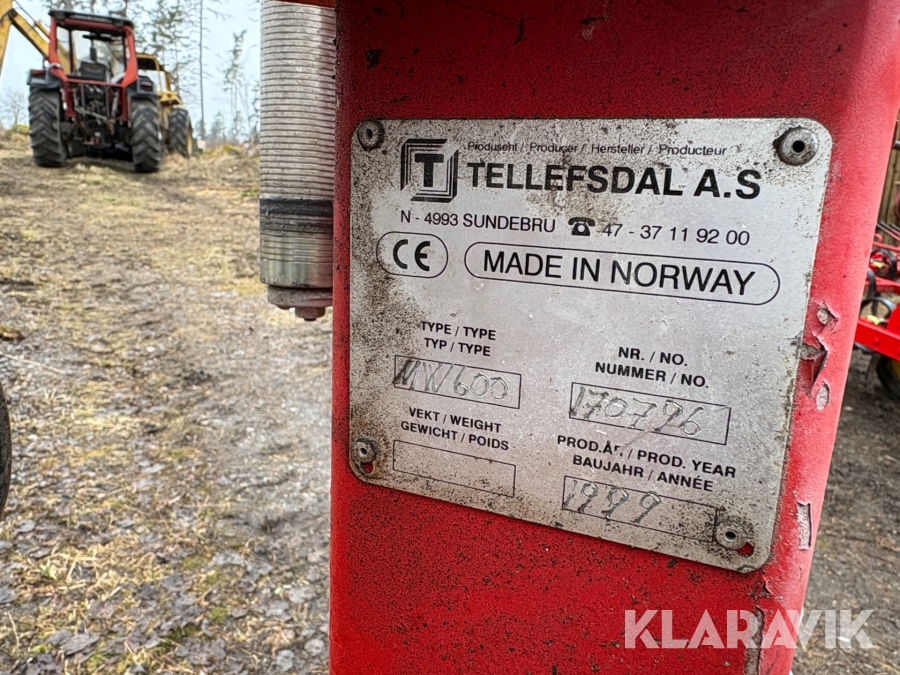 Produsent / Producer / Hersteller / Producteur
T TELLEFSDAL A.S
N - 4993 SUNDEBRU ☎ 47 - 37 11 92 00
CE MADE IN NORWAY
TYPE / TYPE
TYP / TYPE
MW600
NR. / NO.
NUMMER / NO.
170796
VEKT / WEIGHT
GEWICHT / POIDS
PROD.ÅR / PROD. YEAR
BAUJAHR / ANNÉE
1999
KLARAVIK